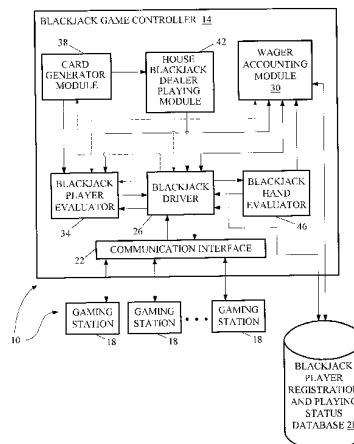 BLACKJACK GAME CONTROLLER 14
38
42
CARD
GENERATOR
MODULE
HOUSE
BLACKJACK
DEALER
PLAYING
MODULE
WAGER
ACCOUNTING
MODULE
30
BLACKJACK
PLAYER
EVALUATOR
BLACKJACK
DRIVER
BLACKJACK
HAND
EVALUATOR
34
26
46
COMMUNICATION INTERFACE
22
10
GAMING
STATION
GAMING
STATION
GAMING
STATION
18
18
18
BLACKJACK
PLAYER
REGISTRATION
AND PLAYING
STATUS
DATABASE